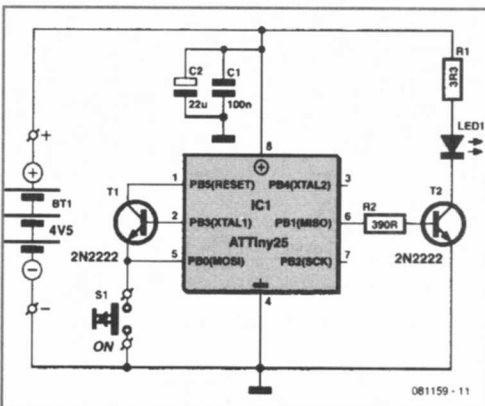 R1
3R3
C2
C1
22u
100n
LED1
+
8
+
1
PB5(RESET)
PB4(XTAL2)
3
T1
IC1
R2
T2
BT1
2
PB3(XTAL1)
PB1(MISO)
6
390R
4V5
ATTiny25
2N2222
5
PB0(MOSI)
PB2(SCK)
7
2N2222
S1
4
-
ON
081159 - 11